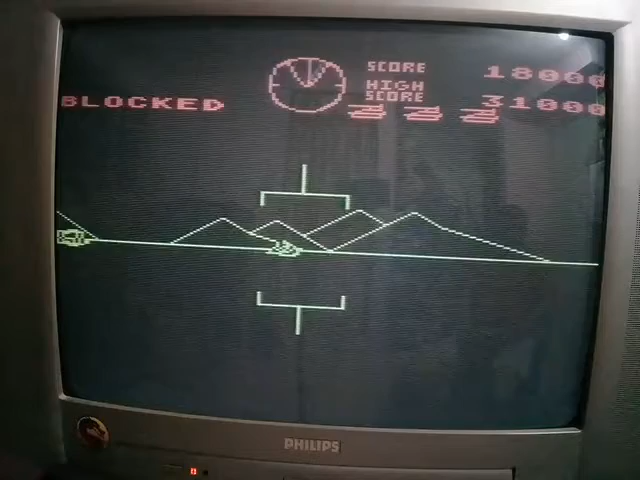 SCORE 18000
HIGH
SCORE 31000
BLOCKED
PHILIPS